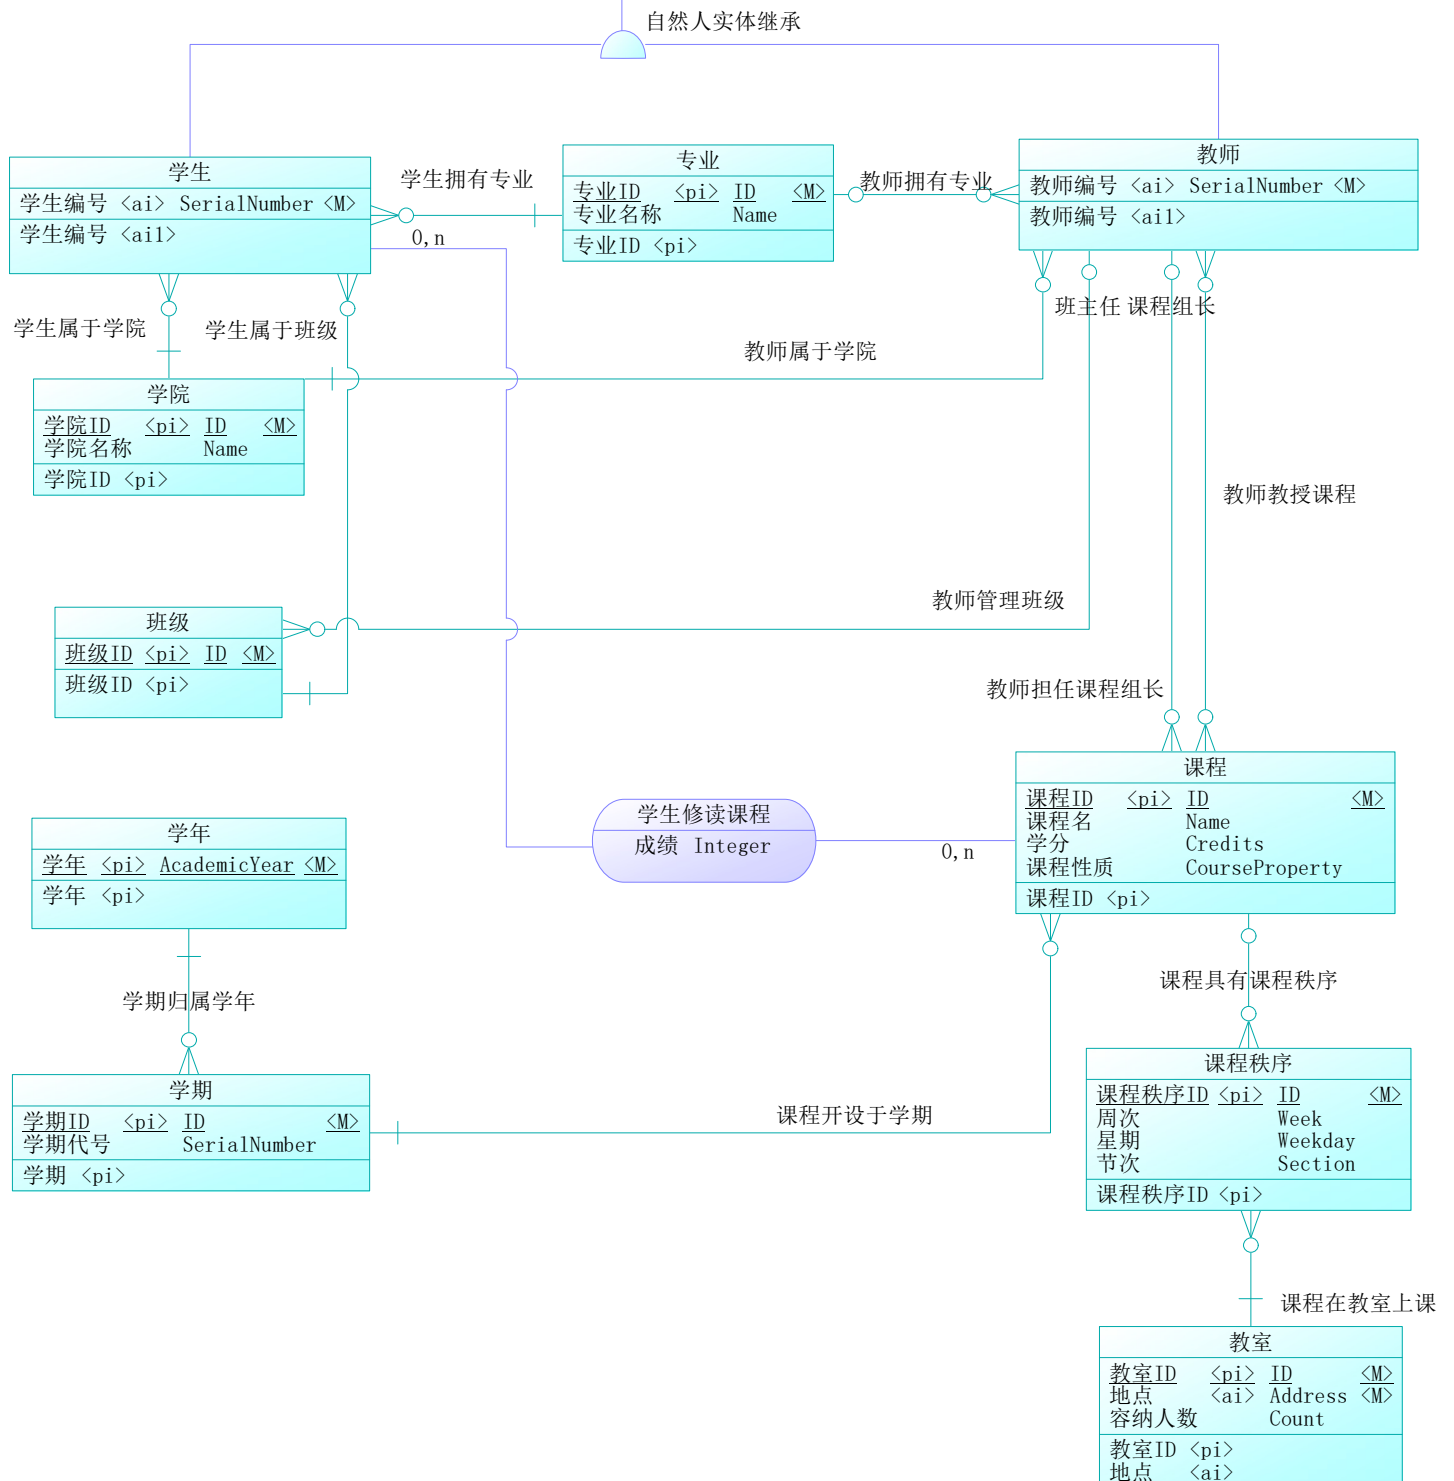 自然人实体继承
学生
学生编号 <ai> SerialNumber <M>
学生编号 <ai1>
学生拥有专业
0,n
专业
专业ID <pi> ID <M>
专业名称 Name
专业ID <pi>
教师拥有专业
教师
教师编号 <ai> SerialNumber <M>
教师编号 <ai1>
学生属于学院
学生属于班级
班主任
课程组长
教师属于学院
学院
学院ID <pi> ID <M>
学院名称 Name
学院ID <pi>
教师教授课程
教师管理班级
班级
班级ID <pi> ID <M>
班级ID <pi>
教师担任课程组长
课程
课程ID <pi> ID <M>
课程名 Name
学分 Credits
课程性质 CourseProperty
课程ID <pi>
学生修读课程
成绩 Integer
0,n
学年
学年 <pi> AcademicYear <M>
学年 <pi>
学期归属学年
课程具有课程秩序
学期
学期ID <pi> ID <M>
学期代号 SerialNumber
学期 <pi>
课程开设于学期
课程秩序
课程秩序ID <pi> ID <M>
周次 Week
星期 Weekday
节次 Section
课程秩序ID <pi>
课程在教室上课
教室
教室ID <pi> ID <M>
地点 <ai> Address <M>
容纳人数 Count
教室ID <pi>
地点 <ai>